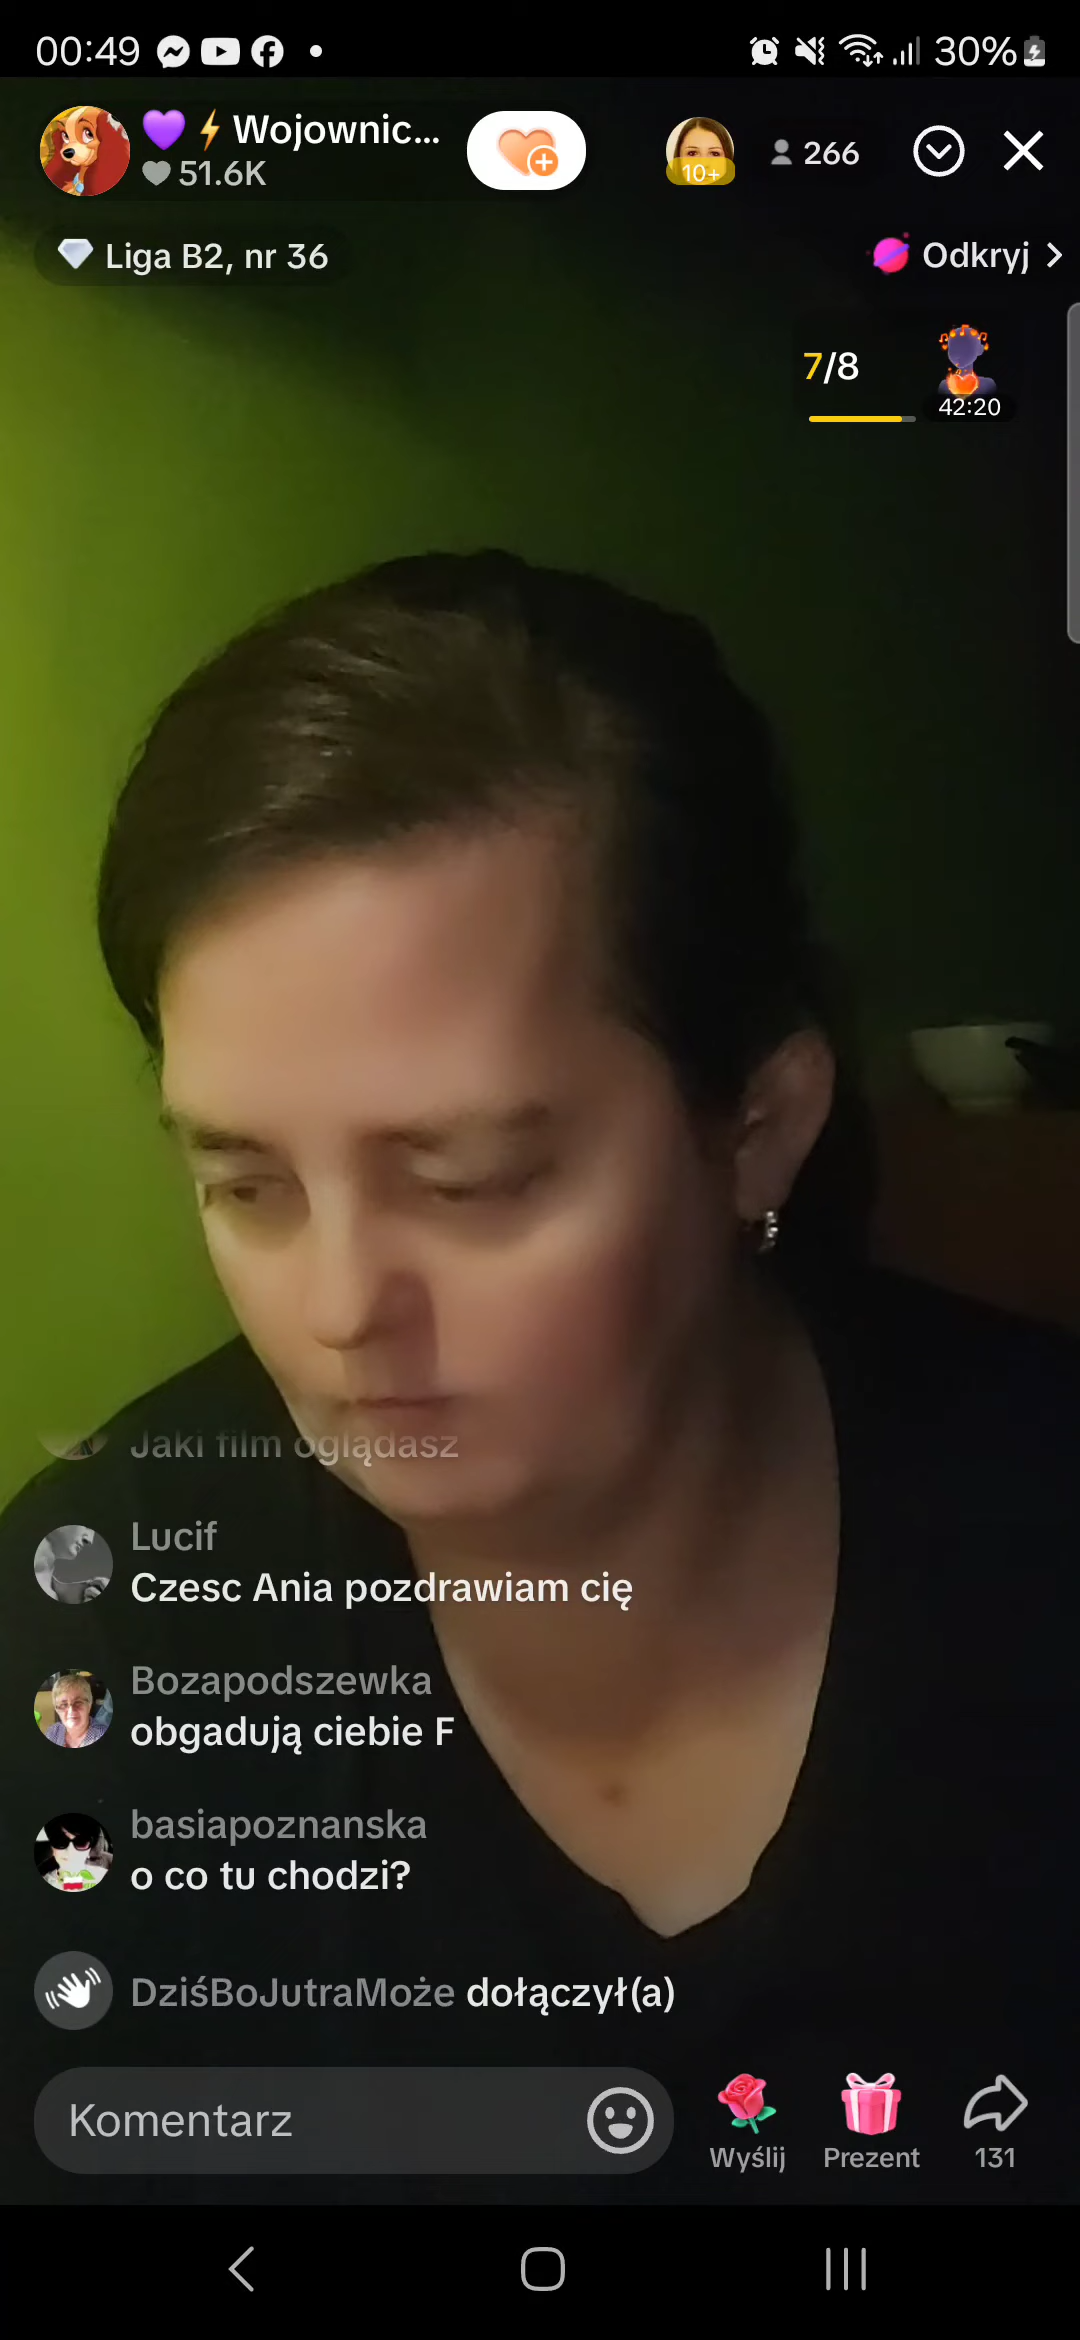 00:49
30%
💜⚡Wojownic...
51.6K
10+
266
Liga B2, nr 36
Odkryj >
7/8
42:20
Jaki film oglądasz
Lucif
Czesc Ania pozdrawiam cię
Bozapodszewka
obgadują ciebie F
basiapoznanska
o co tu chodzi?
DziśBoJutraMoże dołączył(a)
Komentarz
Wyślij
Prezent
131